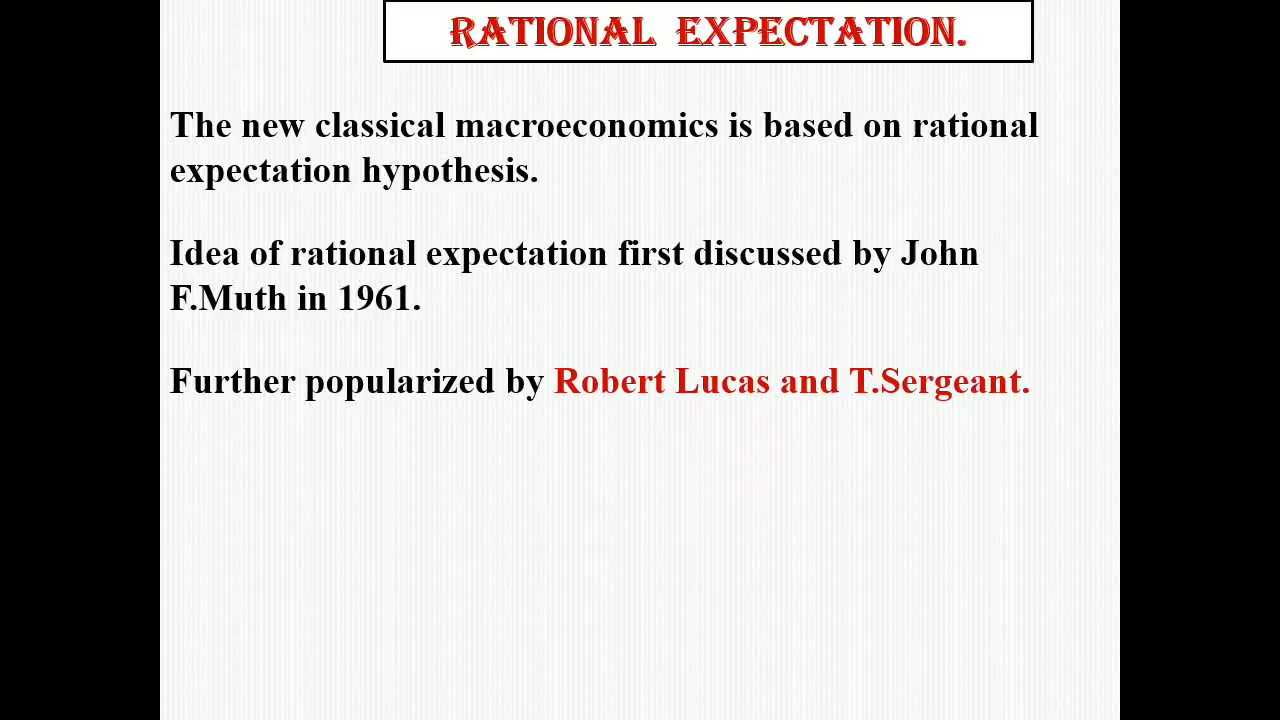 RATIONAL EXPECTATION.
The new classical macroeconomics is based on rational
expectation hypothesis.
Idea of rational expectation first discussed by John
F.Muth in 1961.
Further popularized by Robert Lucas and T.Sergeant.